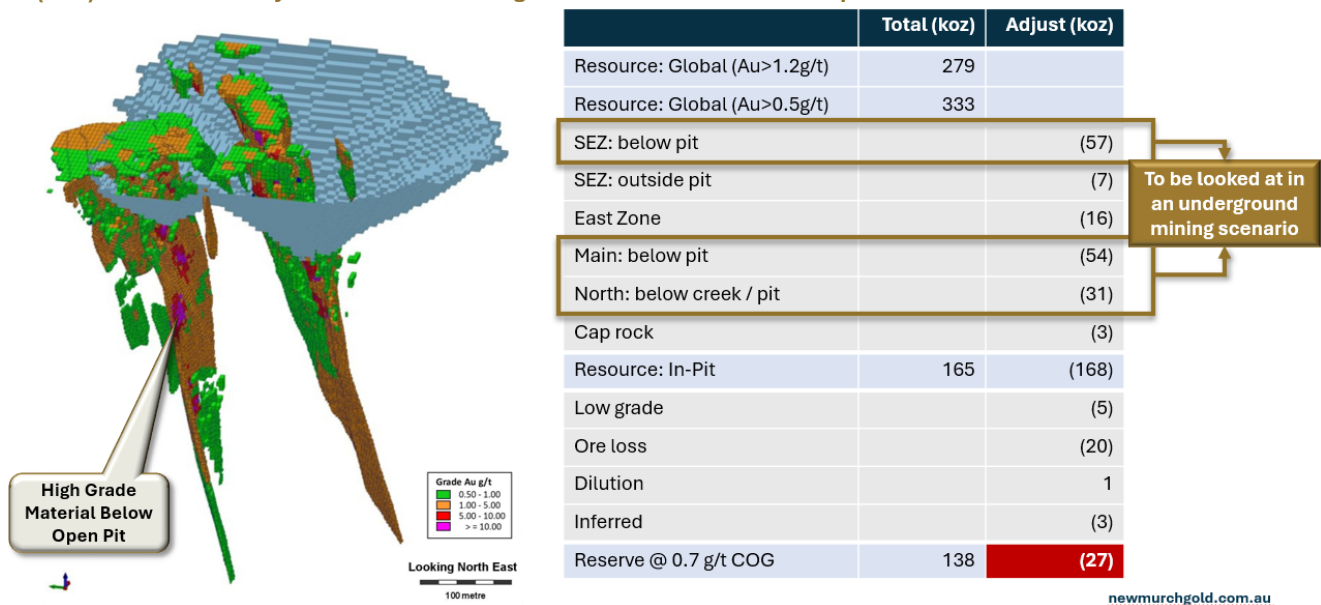 Total (koz) Adjust (koz)
Resource: Global (Au>1.2g/t) 279
Resource: Global (Au>0.5g/t) 333
SEZ: below pit (57)
SEZ: outside pit (7)
East Zone (16)
Main: below pit (54)
North: below creek / pit (31)
Cap rock (3)
Resource: In-Pit 165 (168)
Low grade (5)
Ore loss (20)
Dilution 1
Inferred (3)
Reserve @ 0.7 g/t COG 138 (27)
To be looked at in
an underground
mining scenario
High Grade
Material Below
Open Pit
Grade Au g/t
0.50 - 1.00
1.00 - 5.00
5.00 - 10.00
> = 10.00
Looking North East
100 metre
newmurchgold.com.au